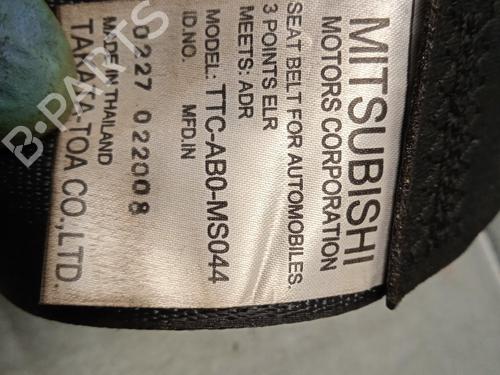 MITSUBISHI
MOTORS CORPORATION
SEAT BELT FOR AUTOMOBILES.
3 POINTS ELR
MEETS: ADR
MODEL: TTC-AB0-MS044
ID.NO. MFD.IN
0227 022008
MADE IN THAILAND
TAKATA-TOA CO.,LTD.
B-PARTS